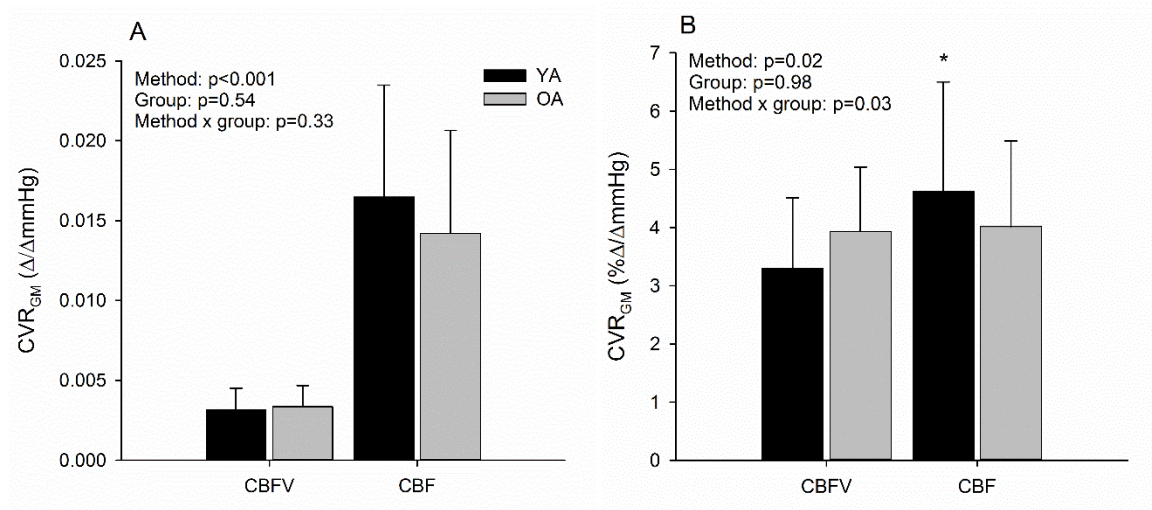 A
CVRGM (Δ/ΔmmHg)
0.025
0.020
0.015
0.010
0.005
0.000
Method: p<0.001
Group: p=0.54
Method x group: p=0.33
YA
OA
CBFV
CBF
B
CVRGM (%Δ/ΔmmHg)
7
6
5
4
3
2
1
0
Method: p=0.02
Group: p=0.98
Method x group: p=0.03
*
CBFV
CBF